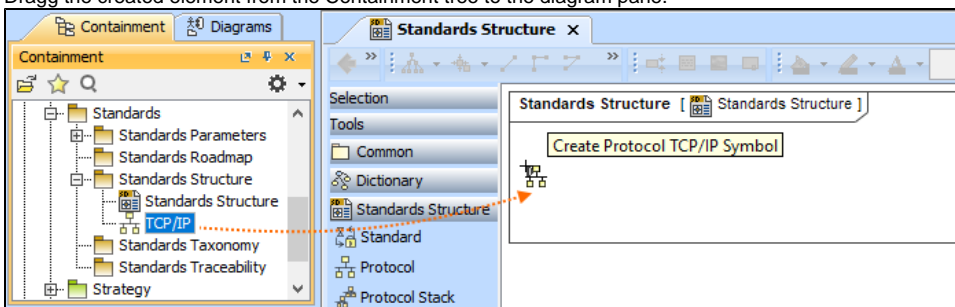 Dragg the created element from the Containment tree to the diagram pane.
Containment
Diagrams
Containment
Standards
Standards Parameters
Standards Roadmap
Standards Structure
Standards Structure
TCP/IP
Standards Taxonomy
Standards Traceability
Strategy
Standards Structure
Selection
Tools
Common
Dictionary
Standards Structure
Standard
Protocol
Protocol Stack
Standards Structure [ Standards Structure ]
Create Protocol TCP/IP Symbol